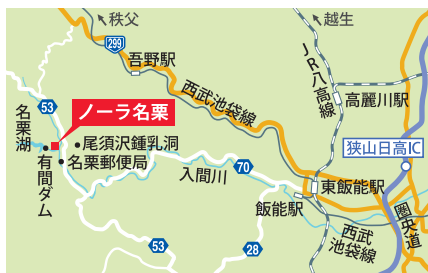 秩父
越生
299
吾野駅
JR八高線
西武池袋線
高麗川駅
53
ノーラ名栗
名栗湖
尾須沢鍾乳洞
有間ダム
名栗郵便局
狭山日高IC
70
入間川
東飯能駅
飯能駅
圏央道
西武
池袋線
53
28